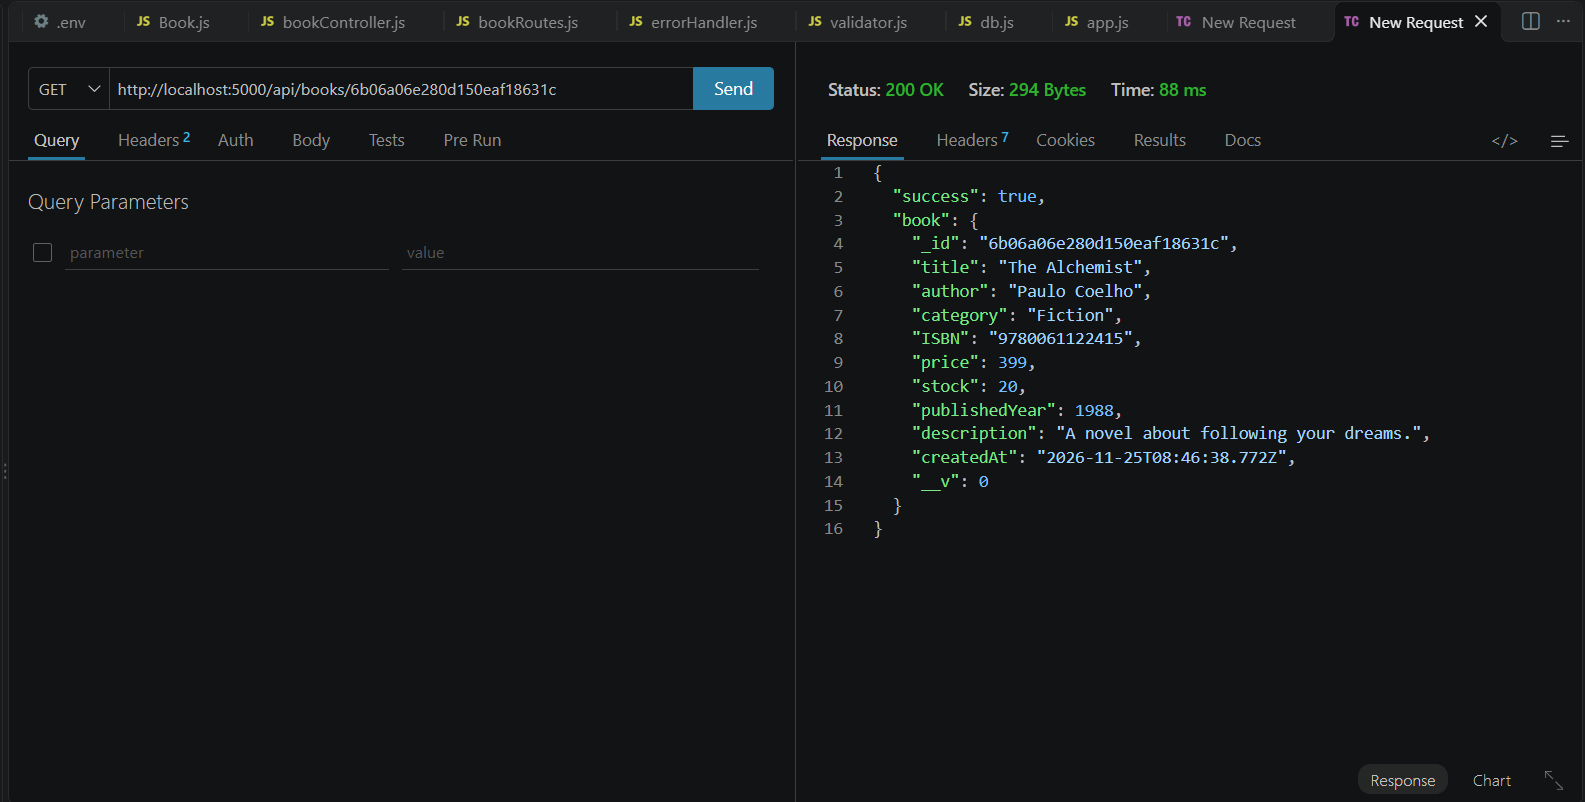 .env JS Book.js JS bookController.js JS bookRoutes.js JS errorHandler.js JS validator.js JS db.js JS app.js TC New Request TC New Request
GET http://localhost:5000/api/books/6b06a06e280d150eaf18631c Send
Query Headers 2 Auth Body Tests Pre Run
Query Parameters
parameter value
Status: 200 OK Size: 294 Bytes Time: 88 ms
Response Headers 7 Cookies Results Docs </>
1 {
2 "success": true,
3 "book": {
4 "_id": "6b06a06e280d150eaf18631c",
5 "title": "The Alchemist",
6 "author": "Paulo Coelho",
7 "category": "Fiction",
8 "ISBN": "9780061122415",
9 "price": 399,
10 "stock": 20,
11 "publishedYear": 1988,
12 "description": "A novel about following your dreams.",
13 "createdAt": "2026-11-25T08:46:38.772Z",
14 "__v": 0
15 }
16 }
Response Chart